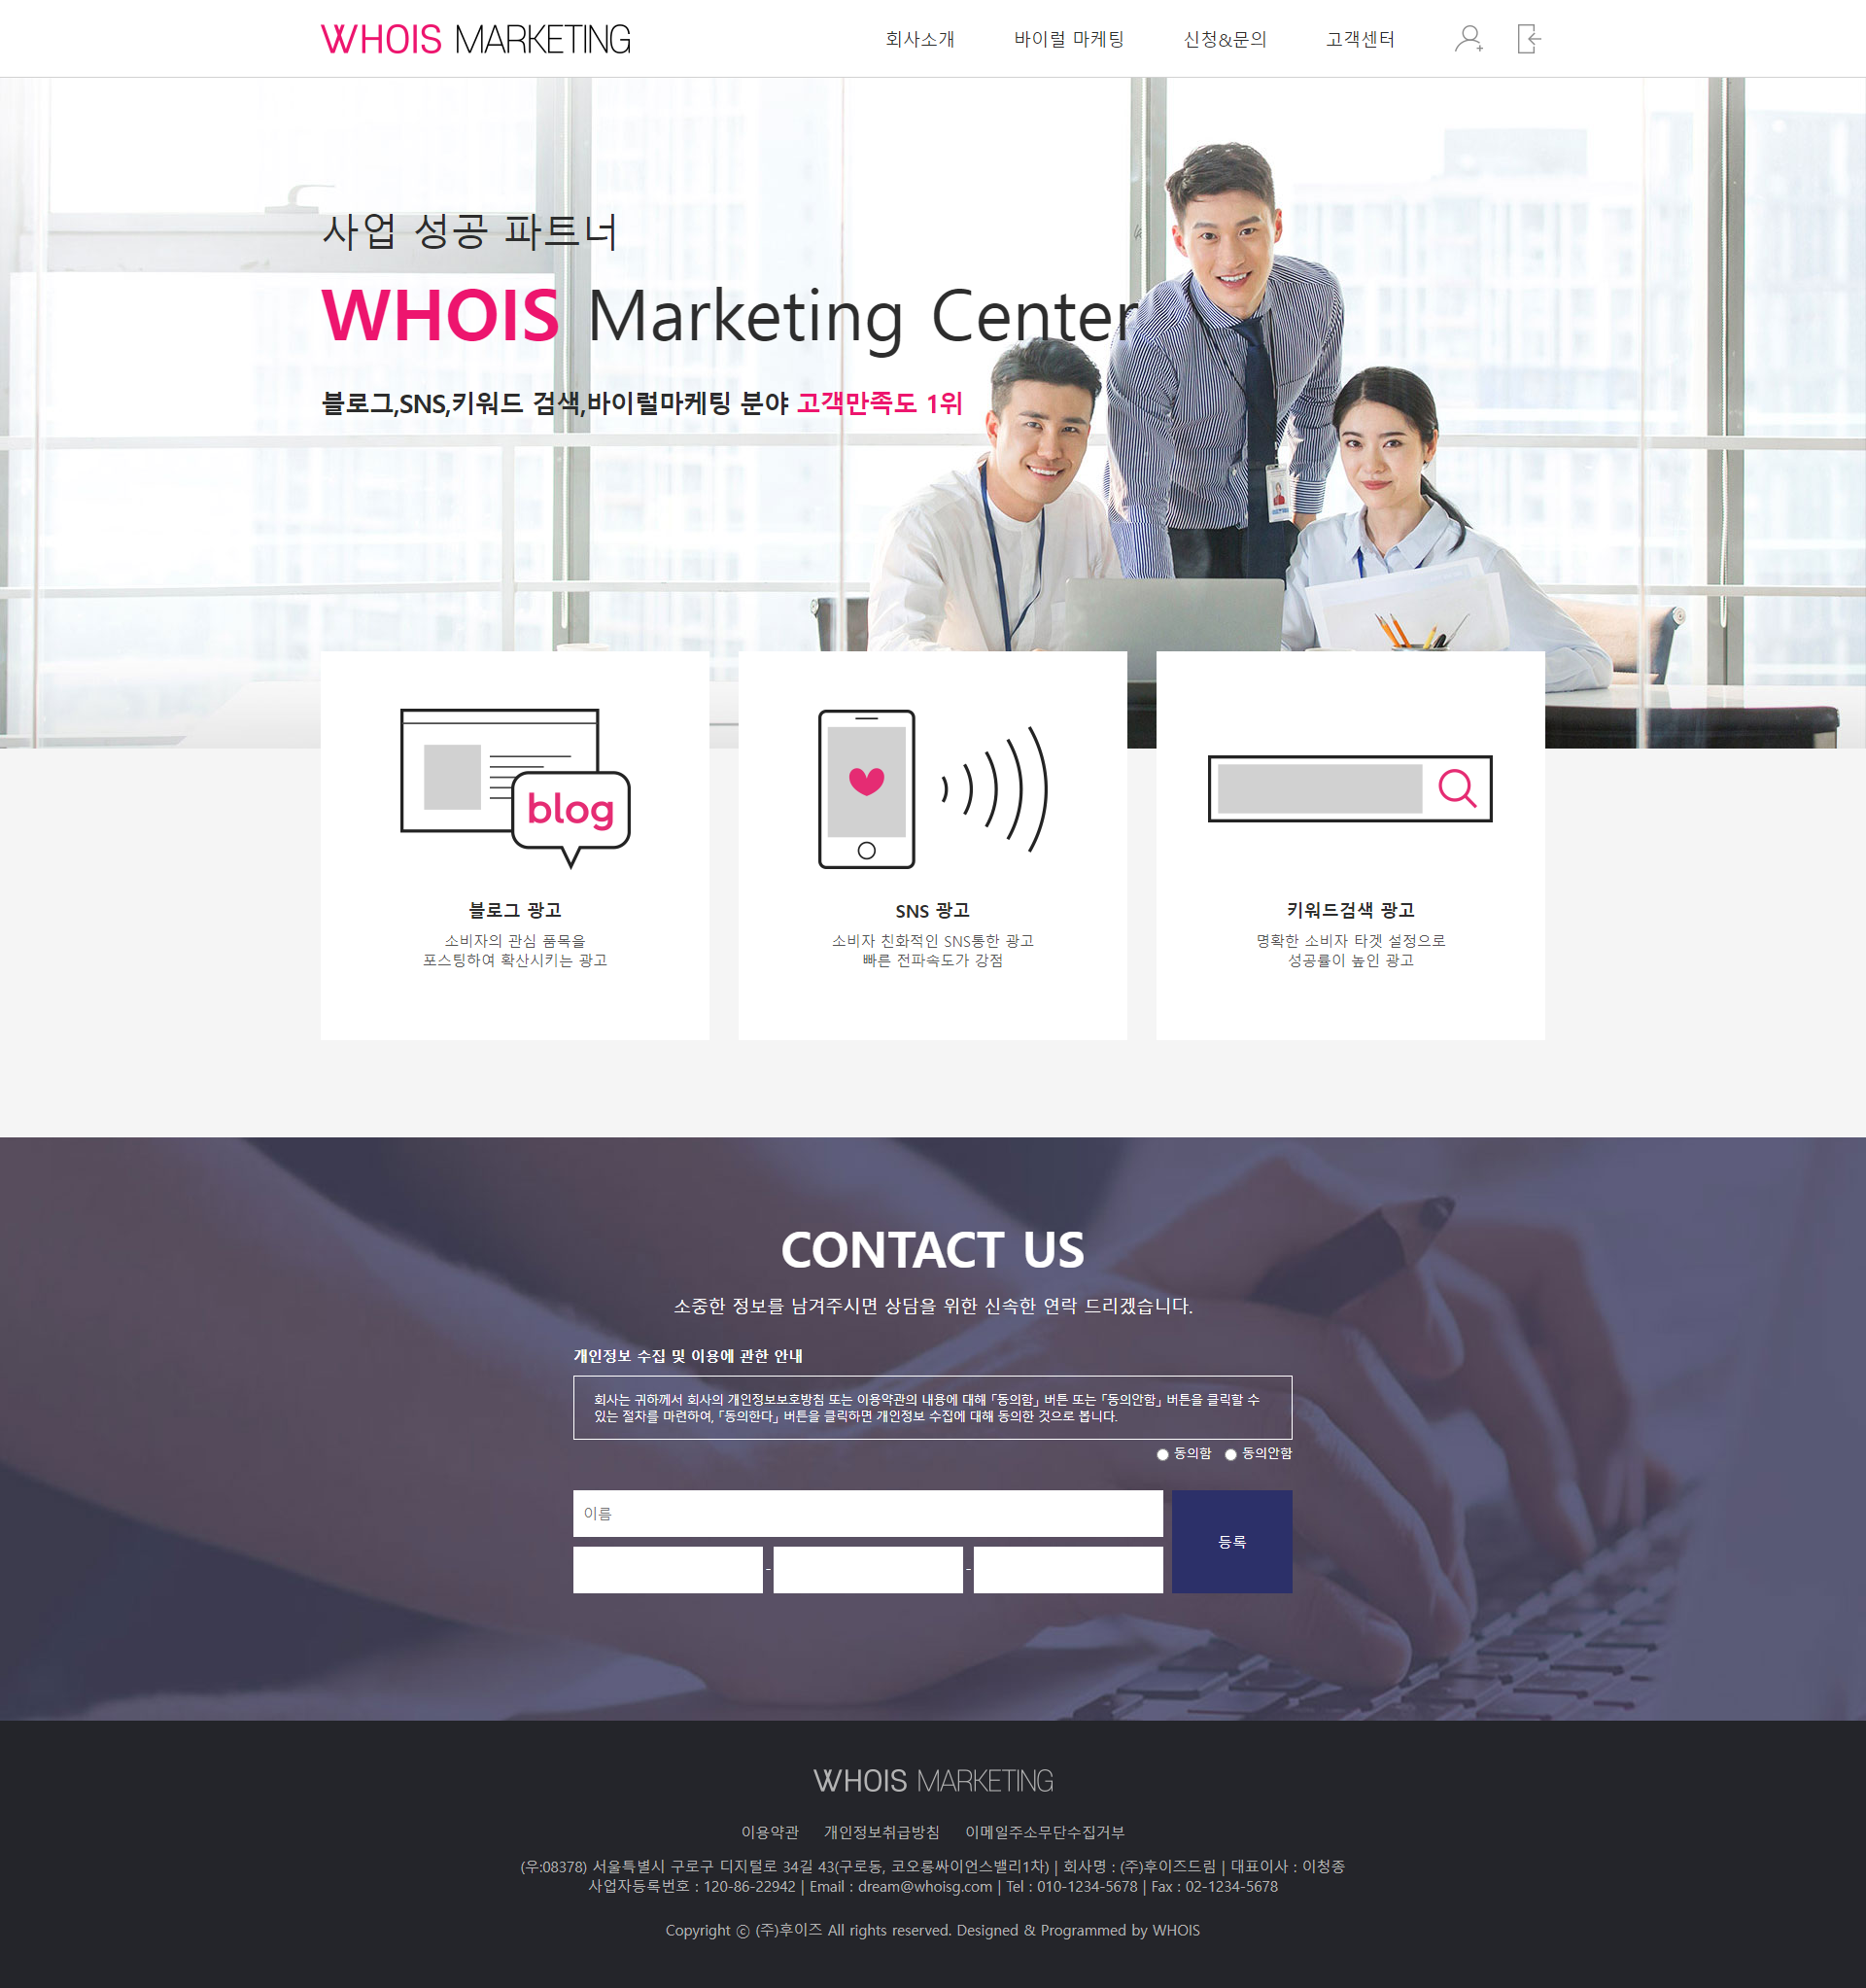 WHOIS MARKETING
회사소개
바이럴 마케팅
신청&문의
고객센터
사업 성공 파트너
WHOIS Marketing Center
블로그,SNS,키워드 검색,바이럴마케팅 분야 고객만족도 1위
blog
블로그 광고
소비자의 관심 품목을
포스팅하여 확산시키는 광고
SNS 광고
소비자 친화적인 SNS통한 광고
빠른 전파속도가 강점
키워드검색 광고
명확한 소비자 타겟 설정으로
성공률이 높인 광고
CONTACT US
소중한 정보를 남겨주시면 상담을 위한 신속한 연락 드리겠습니다.
개인정보 수집 및 이용에 관한 안내
회사는 귀하께서 회사의 개인정보보호방침 또는 이용약관의 내용에 대해 「동의함」 버튼 또는 「동의안함」 버튼을 클릭할 수
있는 절차를 마련하여, 「동의한다」 버튼을 클릭하면 개인정보 수집에 대해 동의한 것으로 봅니다.
동의함 동의안함
이름
등록
- -
WHOIS MARKETING
이용약관 개인정보취급방침 이메일주소무단수집거부
(우:08378) 서울특별시 구로구 디지털로 34길 43(구로동, 코오롱싸이언스밸리1차) | 회사명 : (주)후이즈드림 | 대표이사 : 이청종
사업자등록번호 : 120-86-22942 | Email : dream@whoisg.com | Tel : 010-1234-5678 | Fax : 02-1234-5678
Copyright ⓒ (주)후이즈 All rights reserved. Designed & Programmed by WHOIS